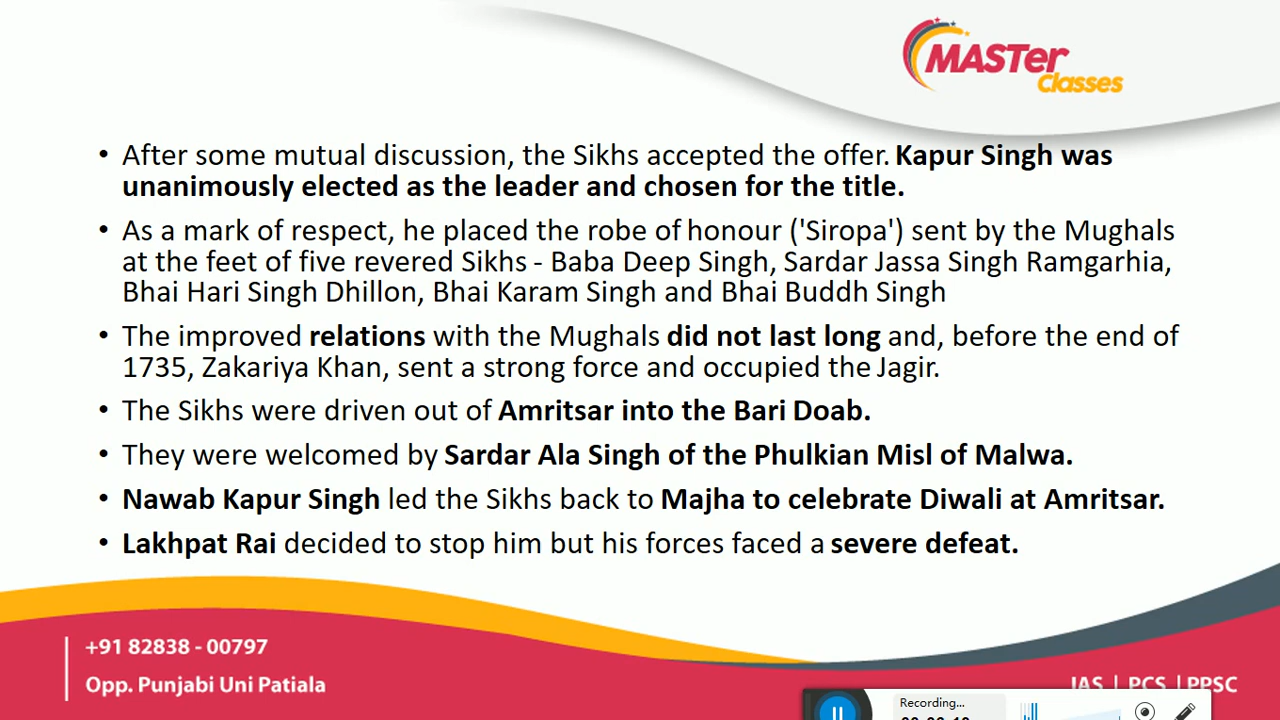 MASTer
Classes
• After some mutual discussion, the Sikhs accepted the offer. Kapur Singh was
unanimously elected as the leader and chosen for the title.
• As a mark of respect, he placed the robe of honour ('Siropa') sent by the Mughals
at the feet of five revered Sikhs - Baba Deep Singh, Sardar Jassa Singh Ramgarhia,
Bhai Hari Singh Dhillon, Bhai Karam Singh and Bhai Buddh Singh
• The improved relations with the Mughals did not last long and, before the end of
1735, Zakariya Khan, sent a strong force and occupied the Jagir.
• The Sikhs were driven out of Amritsar into the Bari Doab.
• They were welcomed by Sardar Ala Singh of the Phulkian Misl of Malwa.
• Nawab Kapur Singh led the Sikhs back to Majha to celebrate Diwali at Amritsar.
• Lakhpat Rai decided to stop him but his forces faced a severe defeat.
+91 82838 - 00797
Opp. Punjabi Uni Patiala
IAS | PCS | PPSC
Recording...